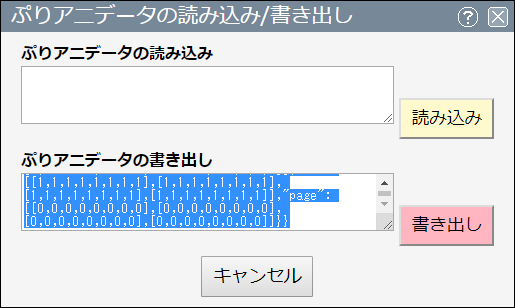 ぷりアニデータの読み込み/書き出し
ぷりアニデータの読み込み
読み込み
ぷりアニデータの書き出し
[[1,1,1,1,1,1,1,1],[1,1,1,1,1,1,1,1],
[1,1,1,1,1,1,1,1],[1,1,1,1,1,1,1,1]],"page":
[[0,0,0,0,0,0,0,0],[0,0,0,0,0,0,0,0],
[0,0,0,0,0,0,0,0],[0,0,0,0,0,0,0,0]]}}
書き出し
キャンセル